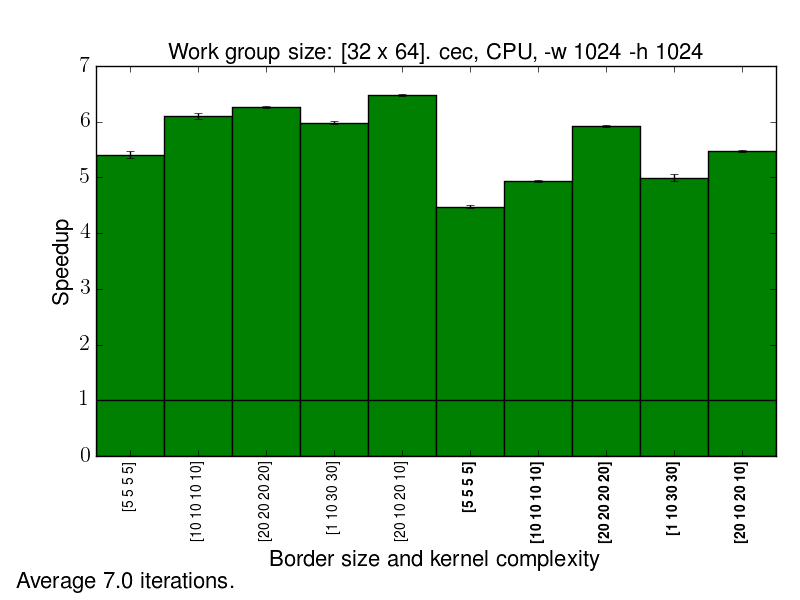 Work group size: [32 x 64]. cec, CPU, -w 1024 -h 1024
7
6
5
4
3
2
1
0
Speedup
[5 5 5 5]
[10 10 10 10]
[20 20 20 20]
[1 10 30 30]
[20 10 20 10]
[5 5 5 5]
[10 10 10 10]
[20 20 20 20]
[1 10 30 30]
[20 10 20 10]
Border size and kernel complexity
Average 7.0 iterations.